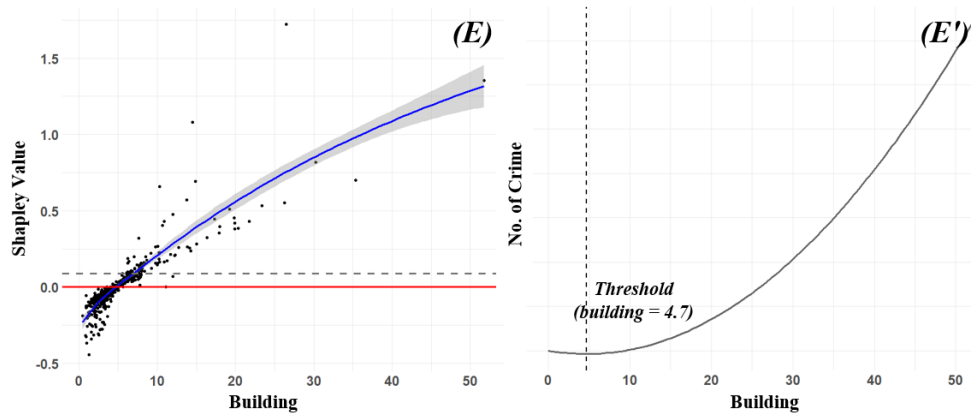 (E)
Shapley Value
1.5
1.0
0.5
0.0
-0.5
0 10 20 30 40 50
Building
(E')
No. of Crime
Threshold
(building = 4.7)
0 10 20 30 40 50
Building